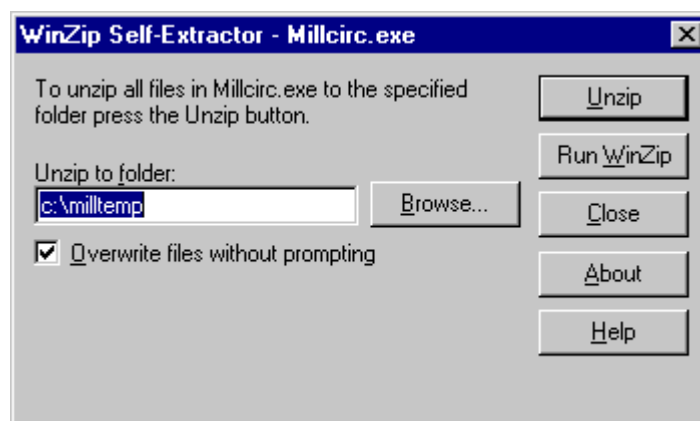 WinZip Self-Extractor - Millcirc.exe
To unzip all files in Millcirc.exe to the specified
folder press the Unzip button.
Unzip to folder:
c:\milltemp
Browse...
Overwrite files without prompting
Unzip
Run WinZip
Close
About
Help